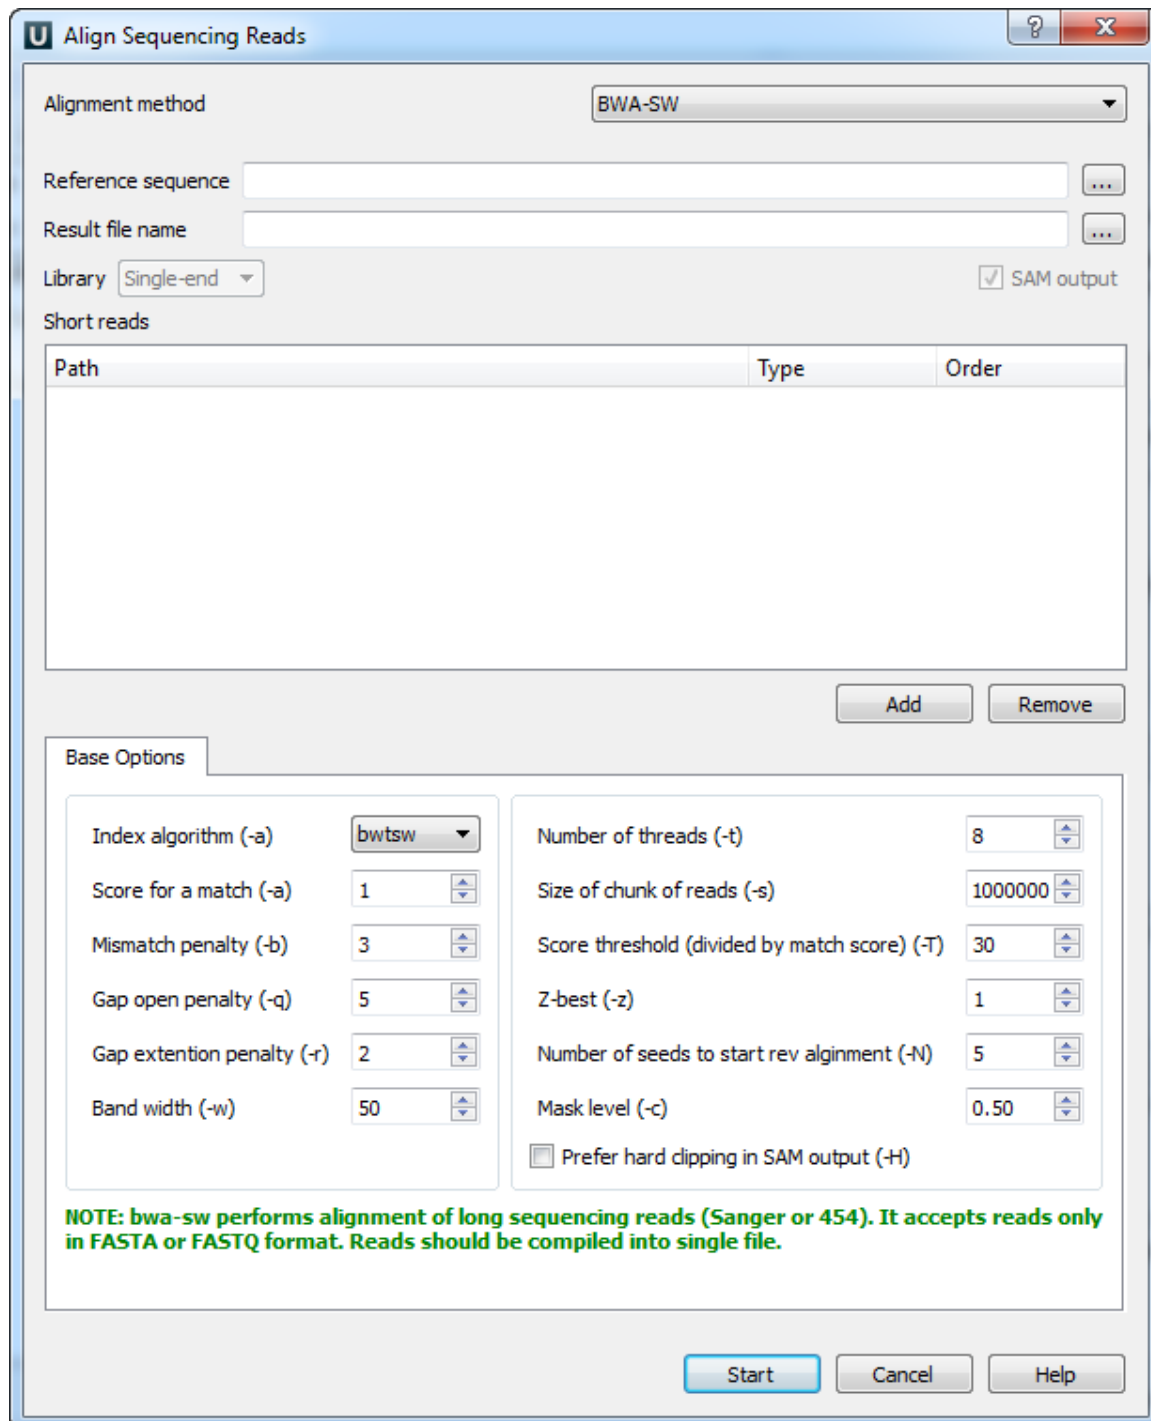 U Align Sequencing Reads ? X
Alignment method BWA-SW
Reference sequence ...
Result file name ...
Library Single-end SAM output
Short reads
Path Type Order
Add Remove
Base Options
Index algorithm (-a) bwtsw
Score for a match (-a) 1
Mismatch penalty (-b) 3
Gap open penalty (-q) 5
Gap extention penalty (-r) 2
Band width (-w) 50
Number of threads (-t) 8
Size of chunk of reads (-s) 1000000
Score threshold (divided by match score) (-T) 30
Z-best (-z) 1
Number of seeds to start rev alginment (-N) 5
Mask level (-c) 0.50
Prefer hard clipping in SAM output (-H)
NOTE: bwa-sw performs alignment of long sequencing reads (Sanger or 454). It accepts reads only
in FASTA or FASTQ format. Reads should be compiled into single file.
Start Cancel Help